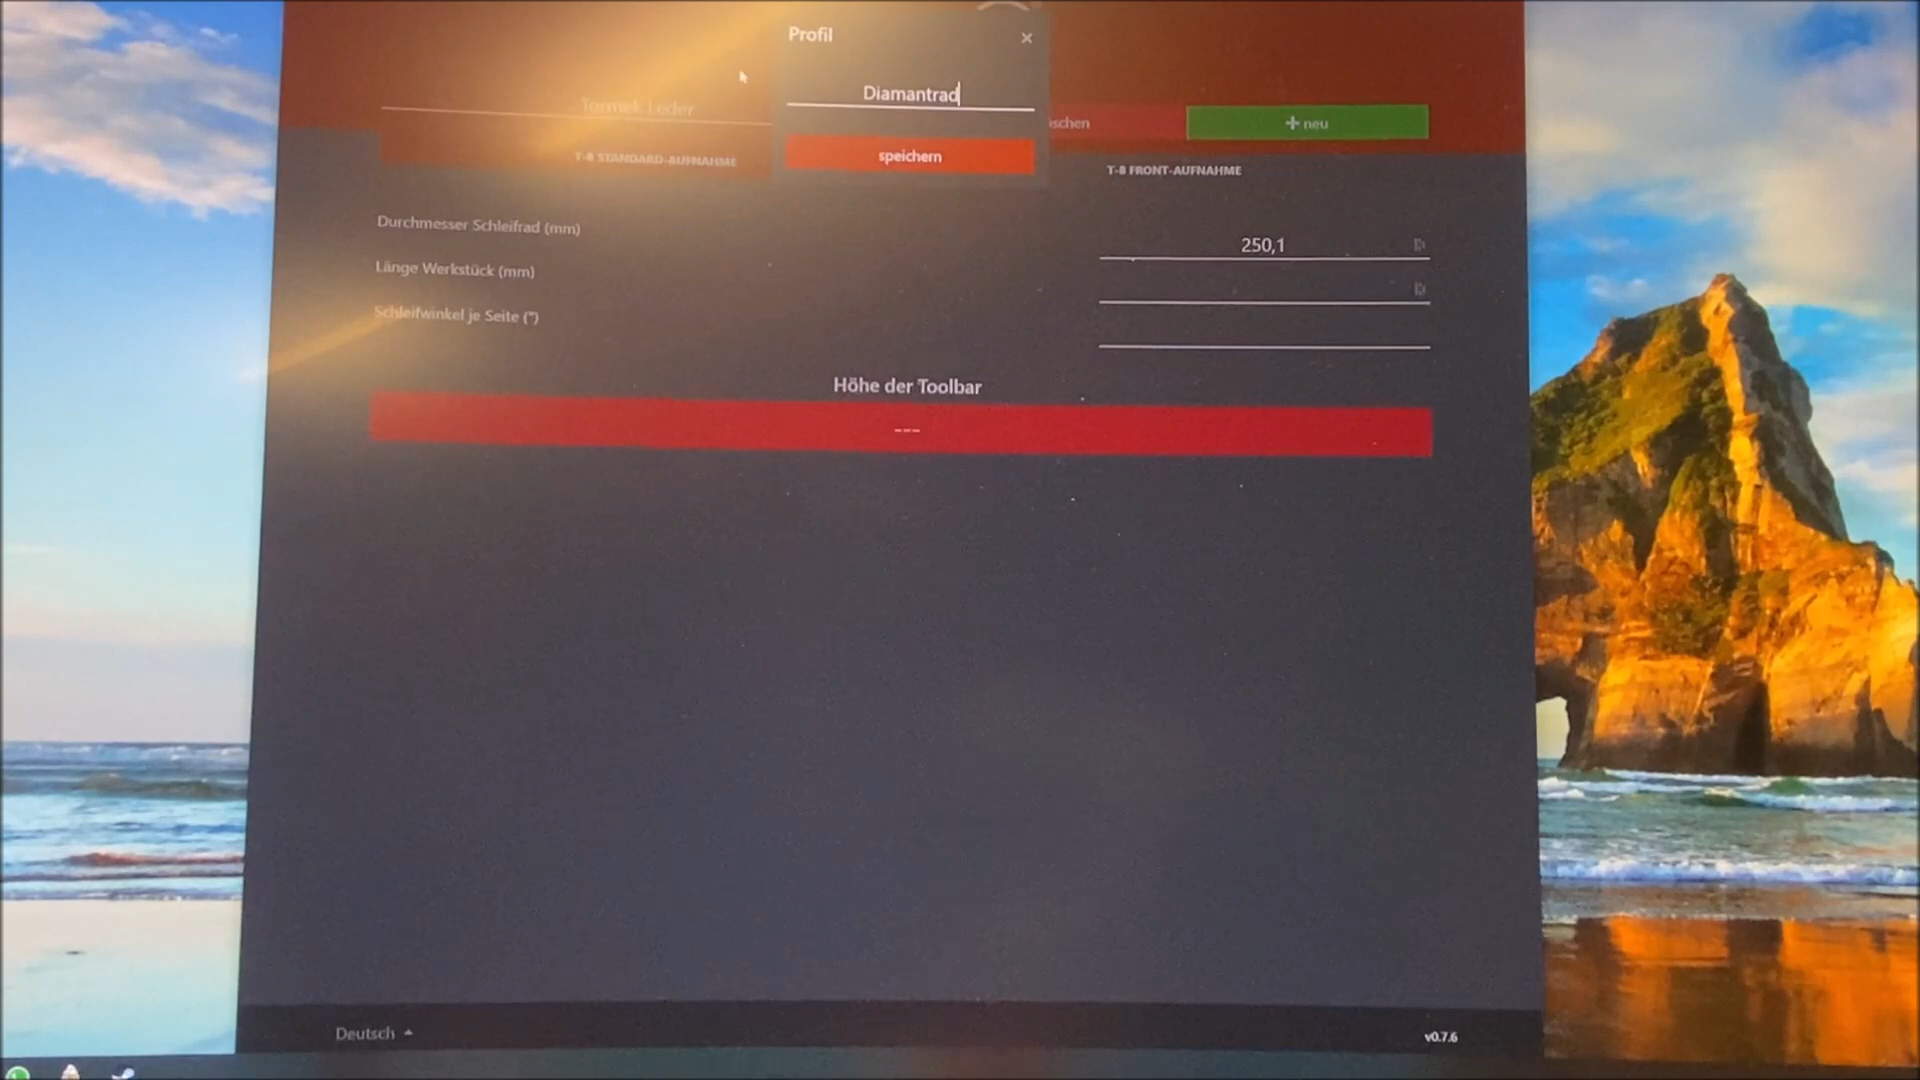 Profil
Diamantrad
Tormek Leder
speichern
schen
neu
T-8 STANDARD-AUFNAHME
T-8 FRONT-AUFNAHME
Durchmesser Schleifrad (mm)
250,1
Länge Werkstück (mm)
Schleifwinkel je Seite (°)
Höhe der Toolbar
---
Deutsch
v0.7.6